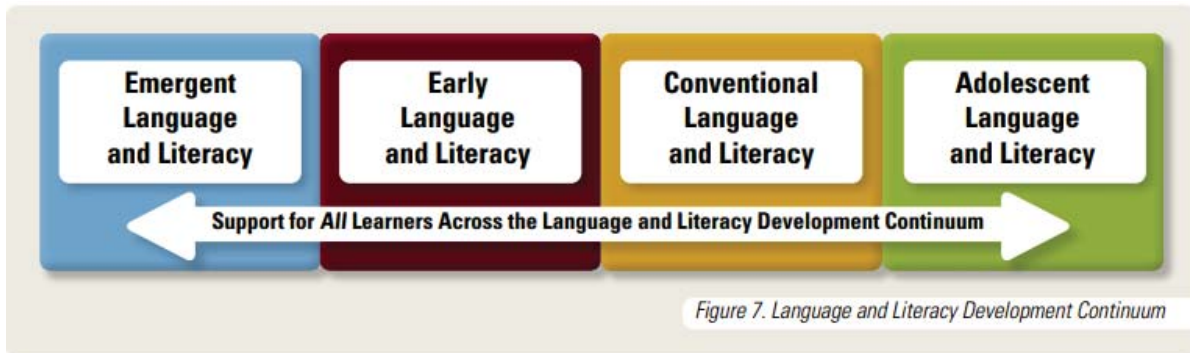 Emergent
Language
and Literacy
Early
Language
and Literacy
Conventional
Language
and Literacy
Adolescent
Language
and Literacy
Support for All Learners Across the Language and Literacy Development Continuum
Figure 7. Language and Literacy Development Continuum